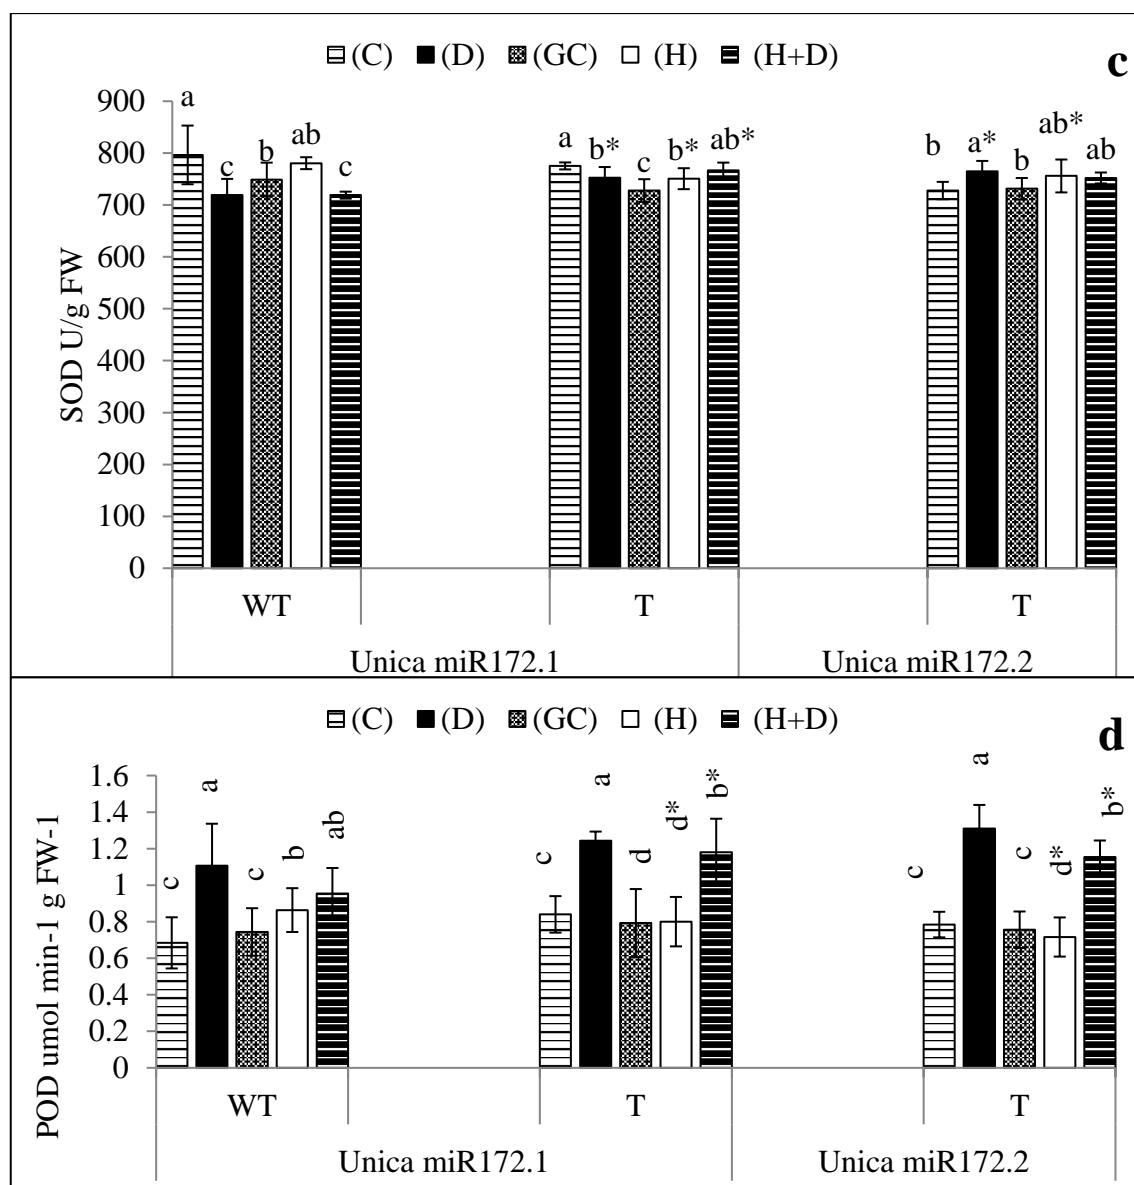 (C) (D) (GC) (H) (H+D)
c
SOD U/g FW
900
800
700
600
500
400
300
200
100
0
a c b ab c
a b* c b* ab*
b a* b ab* ab
WT T T
Unica miR172.1 Unica miR172.2
(C) (D) (GC) (H) (H+D)
d
POD umol min-1 g FW-1
1.6
1.4
1.2
1
0.8
0.6
0.4
0.2
0
c a c b ab
c a d d* b*
c a c d* b*
WT T T
Unica miR172.1 Unica miR172.2